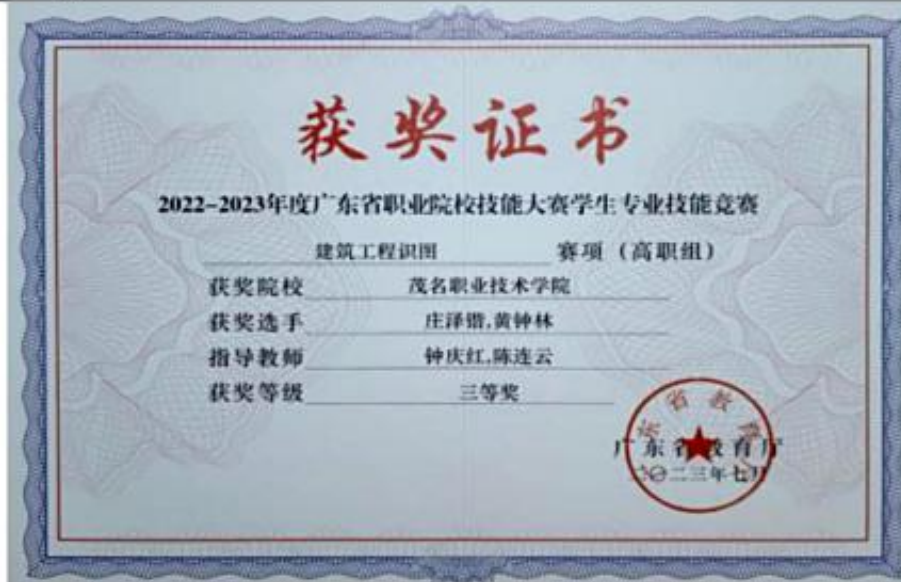 获奖证书
2022-2023年度广东省职业院校技能大赛学生专业技能竞赛
建筑工程识图 赛项（高职组）
获奖院校 茂名职业技术学院
获奖选手 庄泽锴,黄钟林
指导教师 钟庆红,陈连云
获奖等级 三等奖
广东省教育厅
二〇二三年七月